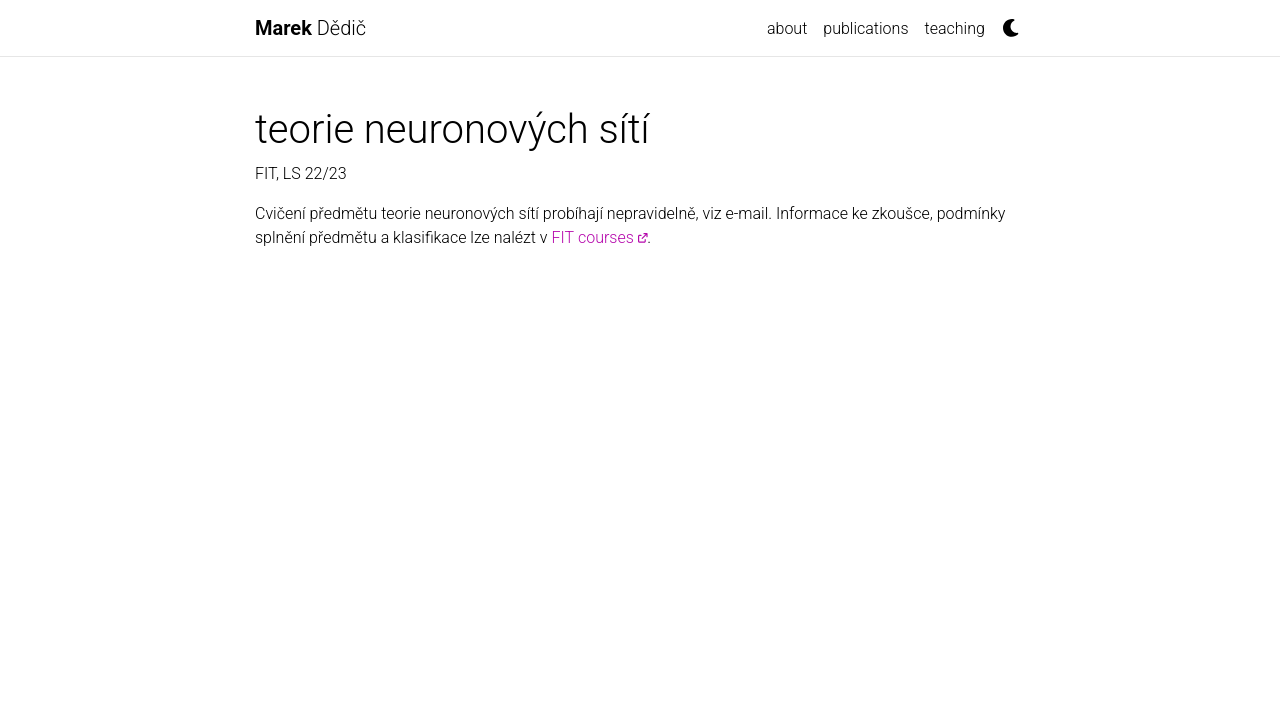 Marek Dědič
about publications teaching
teorie neuronových sítí
FIT, LS 22/23
Cvičení předmětu teorie neuronových sítí probíhají nepravidelně, viz e-mail. Informace ke zkoušce, podmínky
splnění předmětu a klasifikace lze nalézt v FIT courses.